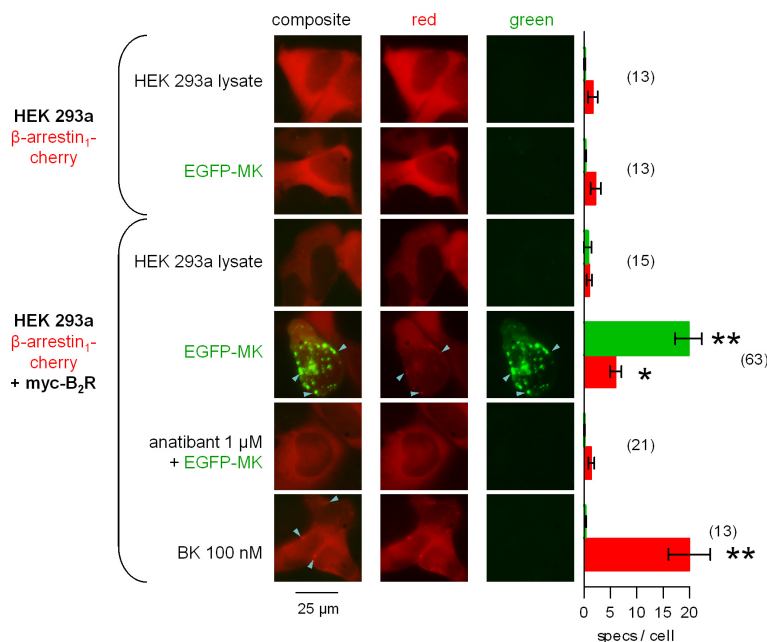 composite red green
HEK 293a lysate
(13)
HEK 293a
β-arrestin₁-
cherry
EGFP-MK
(13)
HEK 293a lysate
(15)
HEK 293a
β-arrestin₁-
cherry
+ myc-B₂R
EGFP-MK
**
*
(63)
anatibant 1 µM
+ EGFP-MK
(21)
BK 100 nM
(13)
**
25 µm
0 5 10 15 20
specs / cell